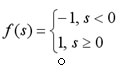 f(s) = { -1, s < 0
1, s ≥ 0